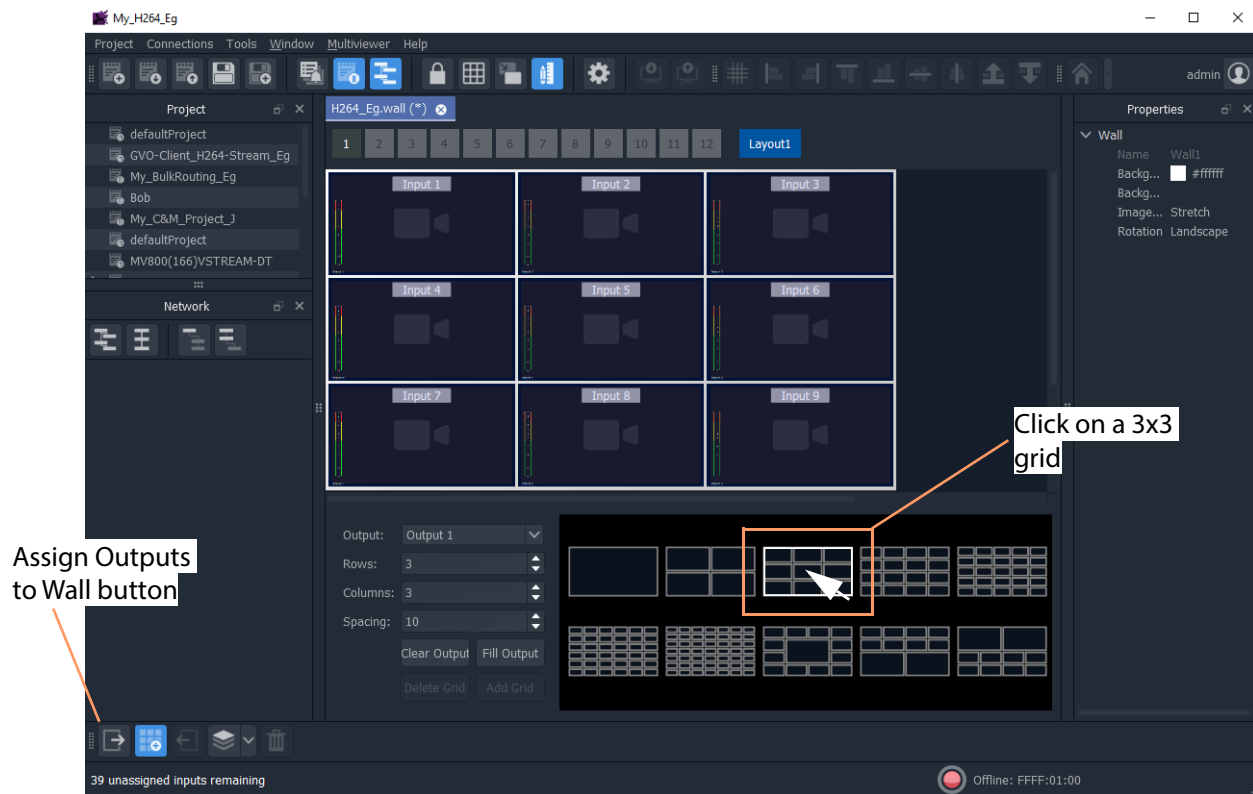 My_H264_Eg
Project Connections Tools Window Multiviewer Help
admin
Project
defaultProject
GVO-Client_H264-Stream_Eg
My_BulkRouting_Eg
Bob
My_C&M_Project_J
defaultProject
MV800(166)VSTREAM-DT
Network
H264_Eg.wall (*)
1 2 3 4 5 6 7 8 9 10 11 12 Layout1
Input 1 Input 2 Input 3
Input 4 Input 5 Input 6
Input 7 Input 8 Input 9
Properties
Wall
Name Wall1
Backg... #ffffff
Backg...
Image... Stretch
Rotation Landscape
Click on a 3x3
grid
Output: Output 1
Rows: 3
Columns: 3
Spacing: 10
Clear Output Fill Output
Delete Grid Add Grid
Assign Outputs
to Wall button
39 unassigned inputs remaining
Offline: FFFF:01:00